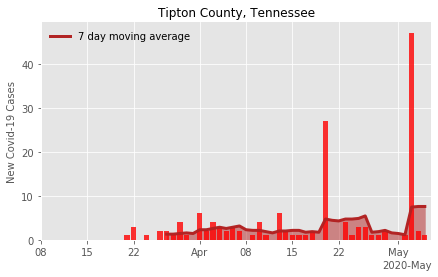 Tipton County, Tennessee
7 day moving average
New Covid-19 Cases
40
30
20
10
0
08 15 22 Apr 08 15 22 May
2020-May